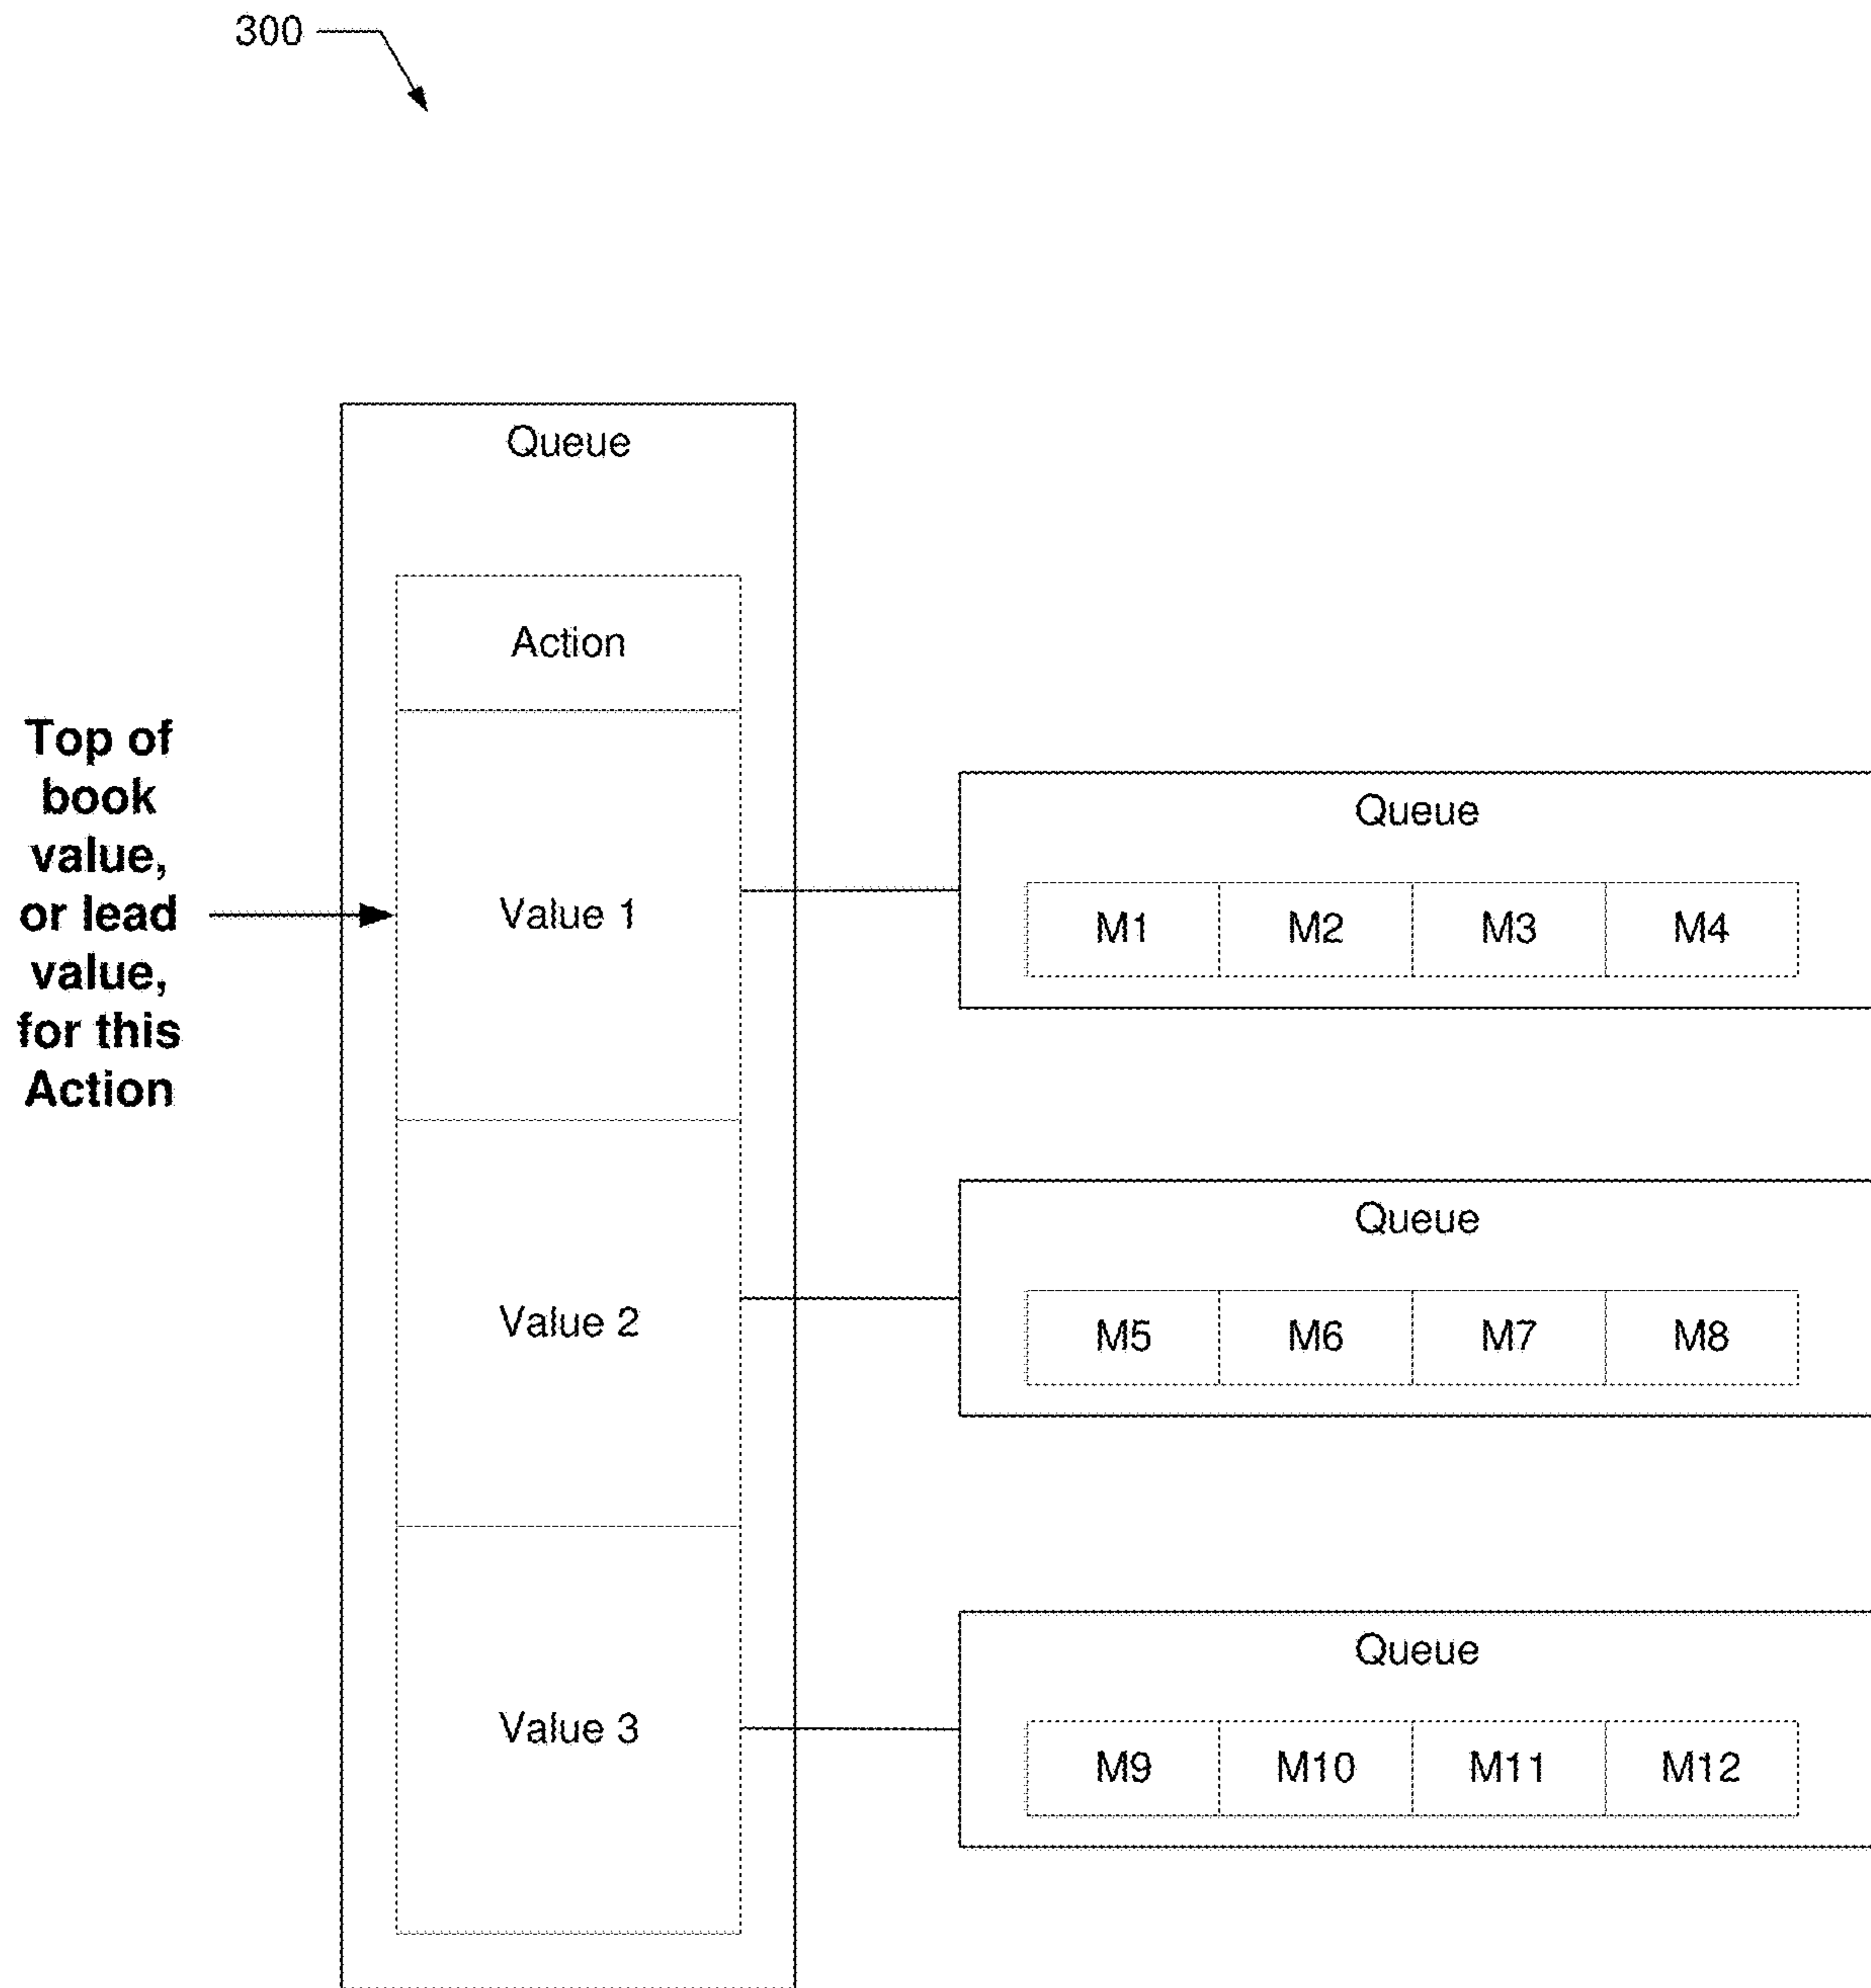 300
Queue
Action
Top of
book
value,
or lead
value,
for this
Action
Value 1
Queue
M1 M2 M3 M4
Value 2
Queue
M5 M6 M7 M8
Value 3
Queue
M9 M10 M11 M12